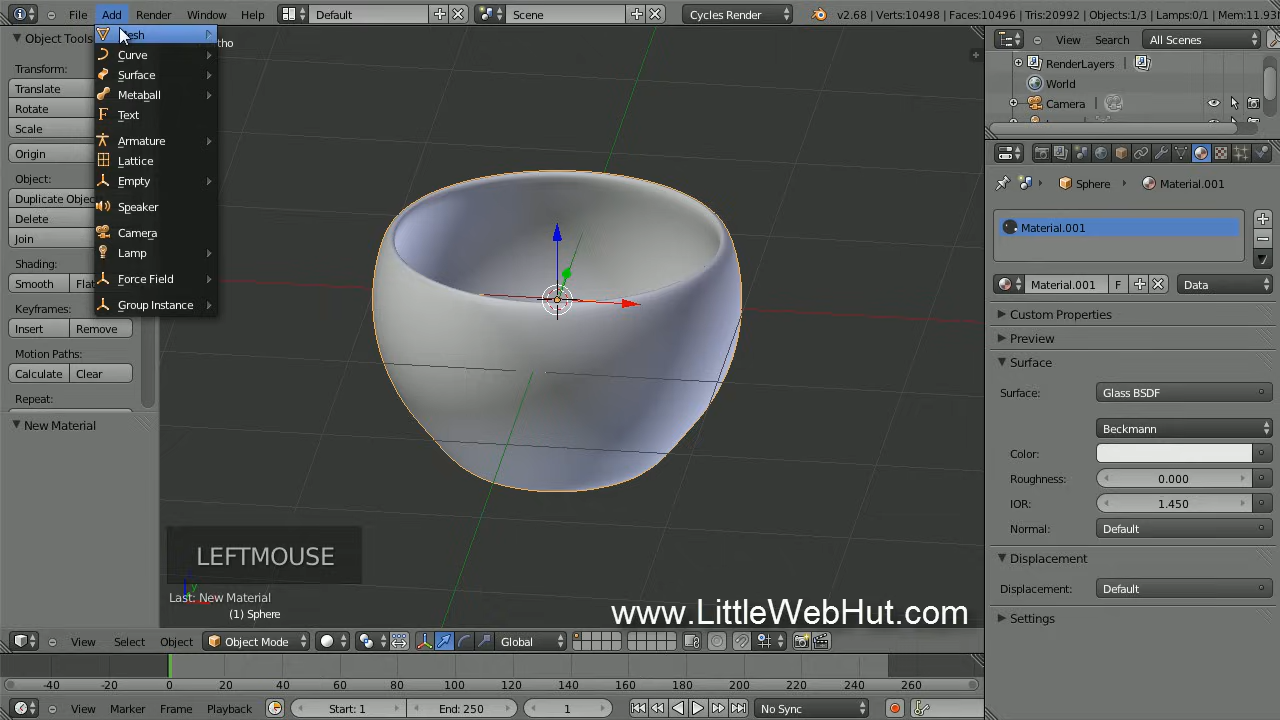 File Add Render Window Help Default Scene Cycles Render v2.68 | Verts:10498 | Faces:10496 | Tris:20992 | Objects:1/3 | Lamps:0/1 | Mem:11.93
Object Tools
Mesh
Curve
Surface
Metaball
Text
Armature
Lattice
Empty
Speaker
Camera
Lamp
Force Field
Group Instance
Transform:
Translate
Rotate
Scale
Origin
Object:
Duplicate Objec
Delete
Join
Shading:
Smooth Flat
Keyframes:
Insert Remove
Motion Paths:
Calculate Clear
Repeat:
New Material
LEFTMOUSE
Last: New Material
(1) Sphere
www.LittleWebHut.com
View Search All Scenes
RenderLayers
World
Camera
Sphere Material.001
Material.001
Material.001 F Data
Custom Properties
Preview
Surface
Surface: Glass BSDF
Beckmann
Color:
Roughness: 0.000
IOR: 1.450
Normal: Default
Displacement
Displacement: Default
Settings
View Select Object Object Mode Global
-40 -20 0 20 40 60 80 100 120 140 160 180 200 220 240 260
View Marker Frame Playback Start: 1 End: 250 1 No Sync